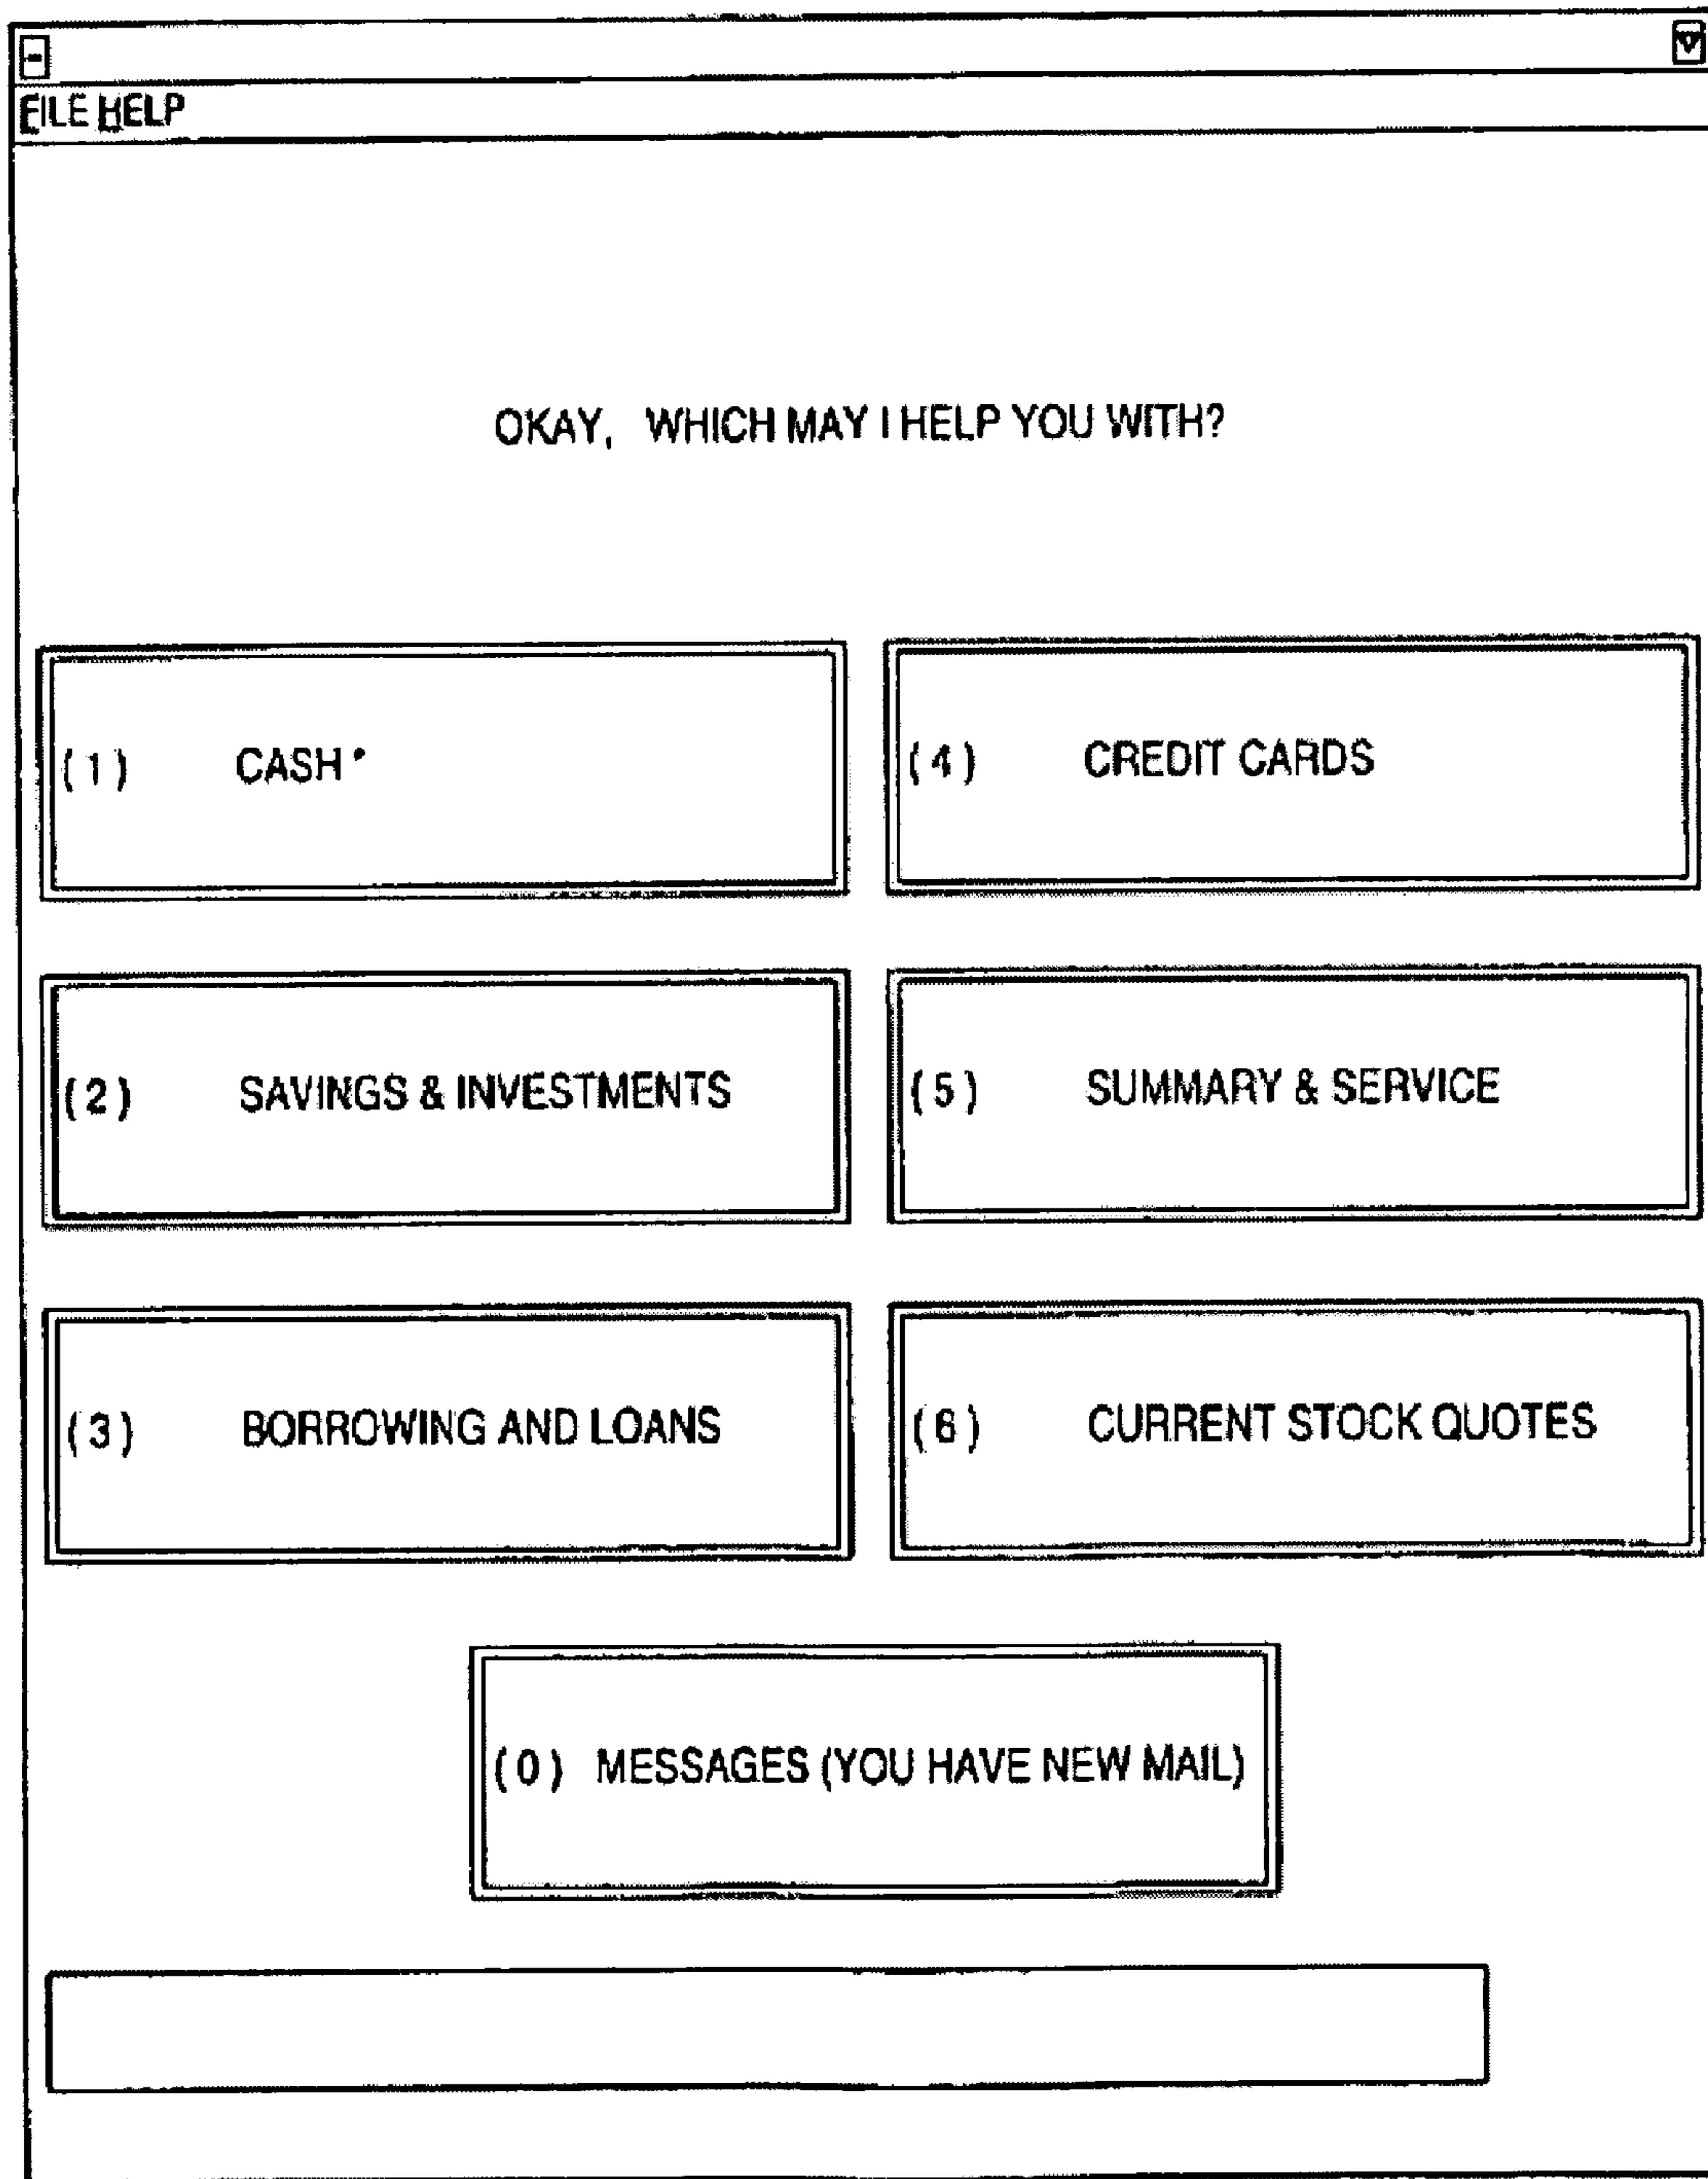 FILE HELP
OKAY, WHICH MAY I HELP YOU WITH?
(1) CASH •
(4) CREDIT CARDS
(2) SAVINGS & INVESTMENTS
(5) SUMMARY & SERVICE
(3) BORROWING AND LOANS
(6) CURRENT STOCK QUOTES
(0) MESSAGES (YOU HAVE NEW MAIL)